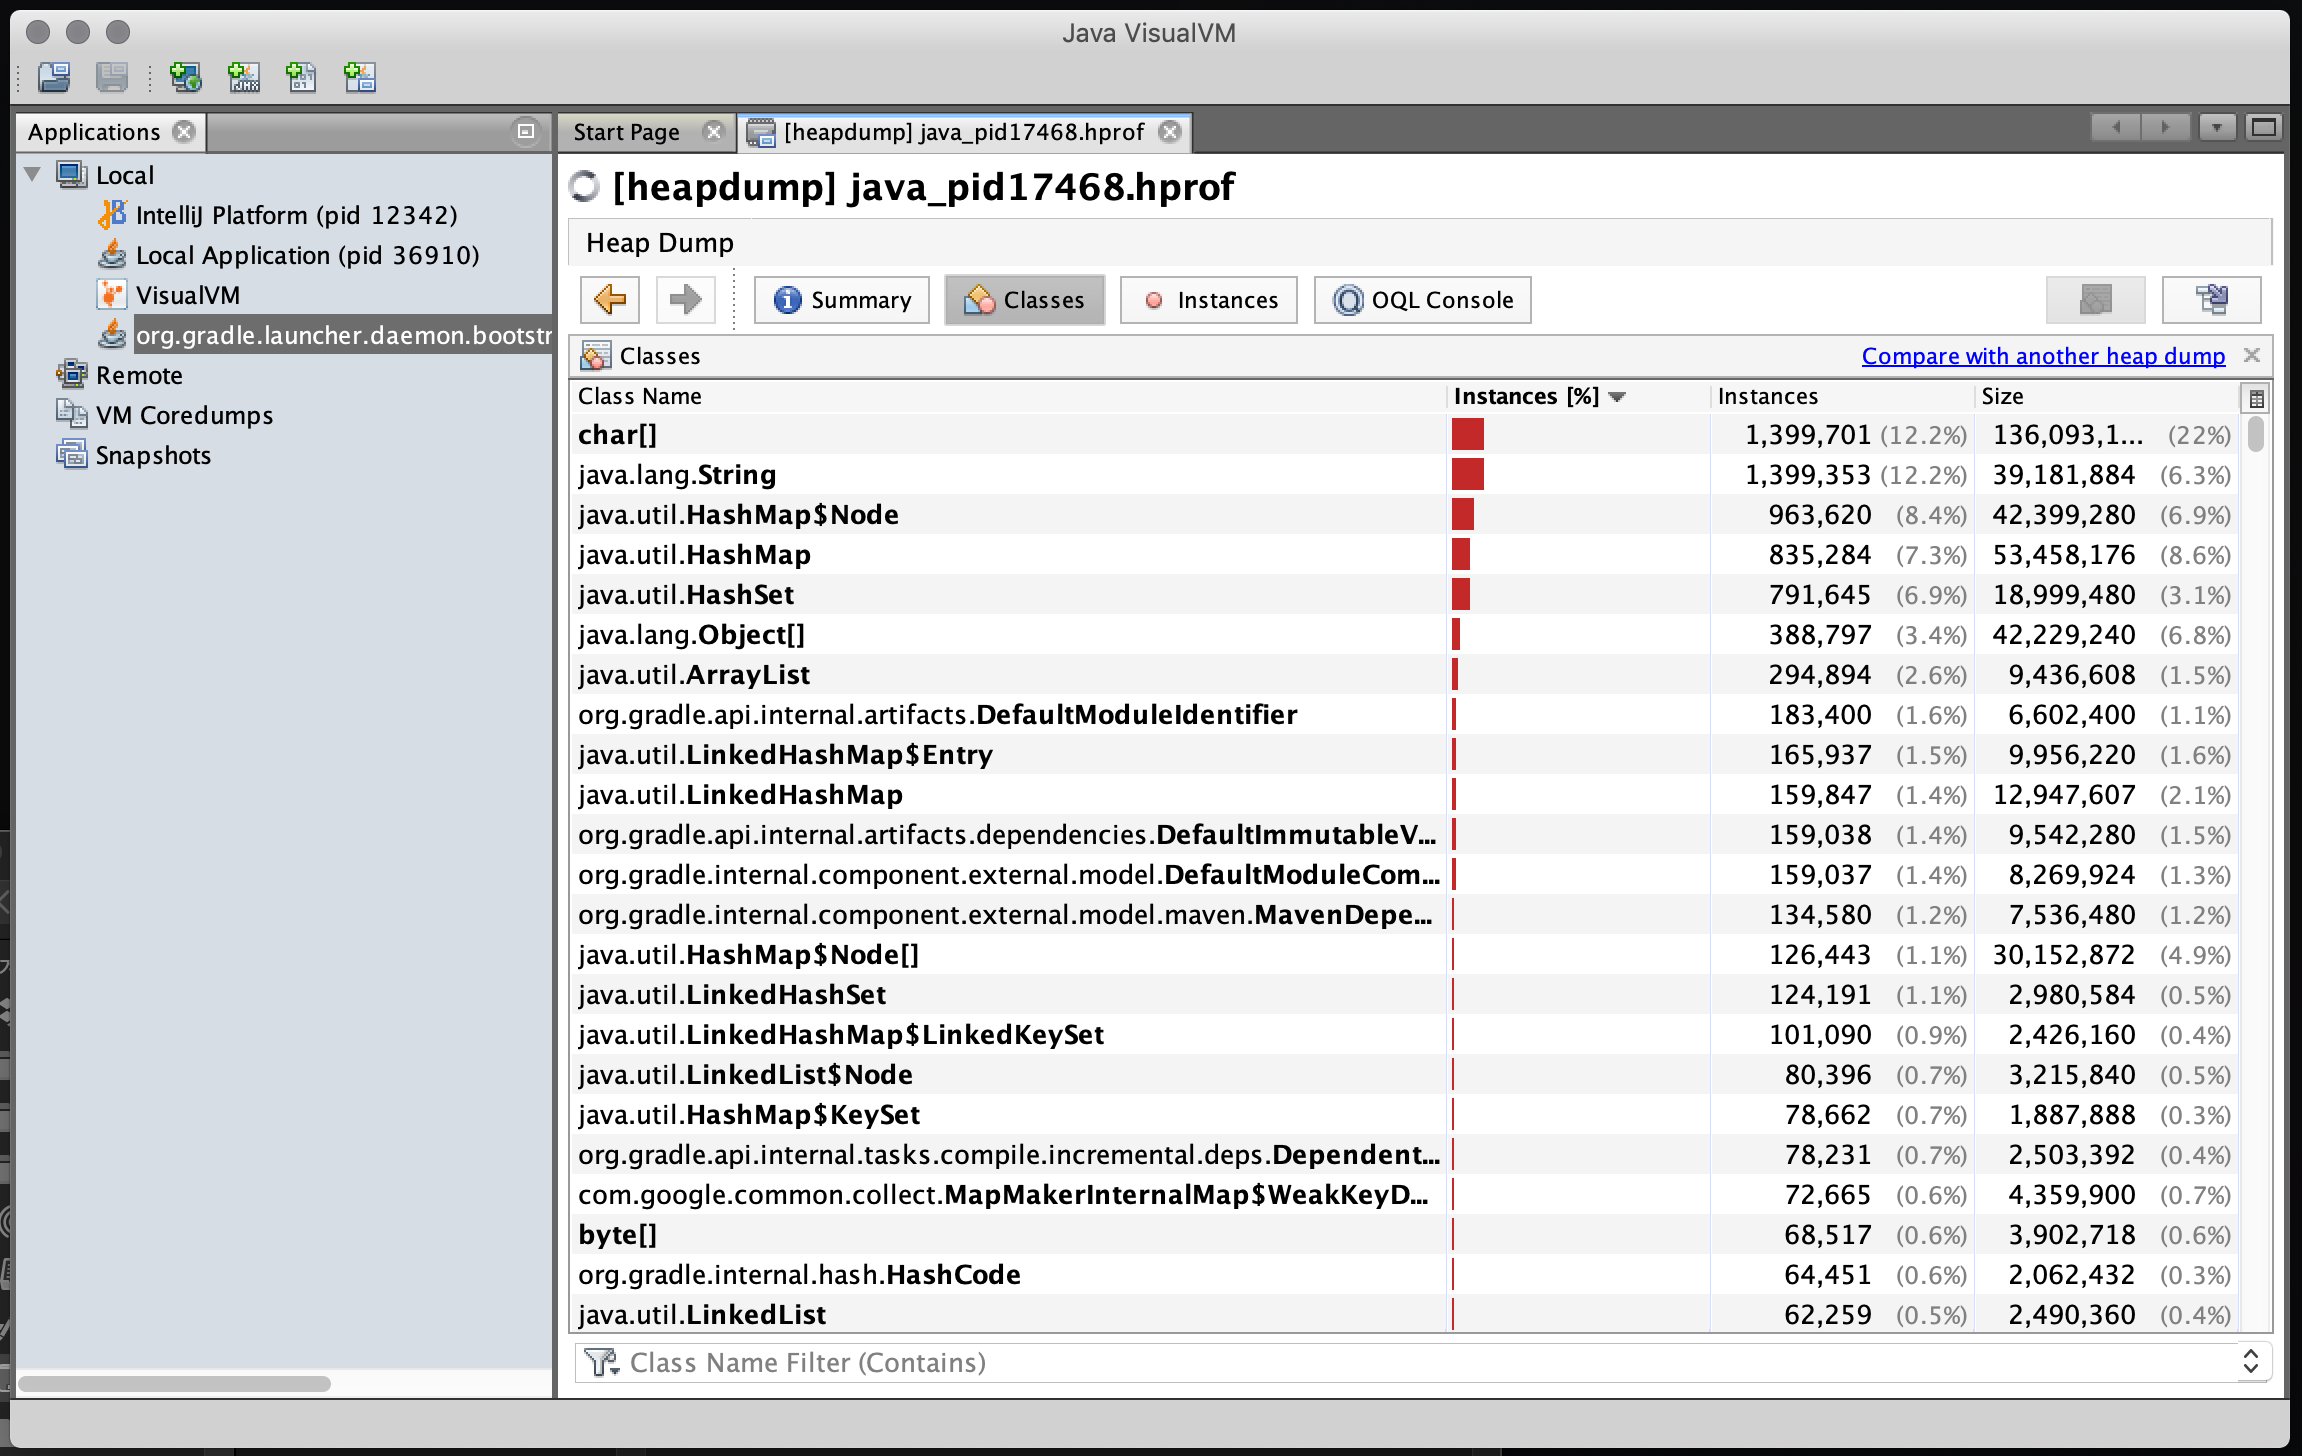 Java VisualVM
Applications
Start Page
[heapdump] java_pid17468.hprof
Local
IntelliJ Platform (pid 12342)
Local Application (pid 36910)
VisualVM
org.gradle.launcher.daemon.bootstr
Remote
VM Coredumps
Snapshots
[heapdump] java_pid17468.hprof
Heap Dump
Summary
Classes
Instances
OQL Console
Classes
Compare with another heap dump
Class Name Instances [%] Instances Size
char[] 1,399,701 (12.2%) 136,093,1... (22%)
java.lang.String 1,399,353 (12.2%) 39,181,884 (6.3%)
java.util.HashMap$Node 963,620 (8.4%) 42,399,280 (6.9%)
java.util.HashMap 835,284 (7.3%) 53,458,176 (8.6%)
java.util.HashSet 791,645 (6.9%) 18,999,480 (3.1%)
java.lang.Object[] 388,797 (3.4%) 42,229,240 (6.8%)
java.util.ArrayList 294,894 (2.6%) 9,436,608 (1.5%)
org.gradle.api.internal.artifacts.DefaultModuleIdentifier 183,400 (1.6%) 6,602,400 (1.1%)
java.util.LinkedHashMap$Entry 165,937 (1.5%) 9,956,220 (1.6%)
java.util.LinkedHashMap 159,847 (1.4%) 12,947,607 (2.1%)
org.gradle.api.internal.artifacts.dependencies.DefaultImmutableV... 159,038 (1.4%) 9,542,280 (1.5%)
org.gradle.internal.component.external.model.DefaultModuleCom... 159,037 (1.4%) 8,269,924 (1.3%)
org.gradle.internal.component.external.model.maven.MavenDepe... 134,580 (1.2%) 7,536,480 (1.2%)
java.util.HashMap$Node[] 126,443 (1.1%) 30,152,872 (4.9%)
java.util.LinkedHashSet 124,191 (1.1%) 2,980,584 (0.5%)
java.util.LinkedHashMap$LinkedKeySet 101,090 (0.9%) 2,426,160 (0.4%)
java.util.LinkedList$Node 80,396 (0.7%) 3,215,840 (0.5%)
java.util.HashMap$KeySet 78,662 (0.7%) 1,887,888 (0.3%)
org.gradle.api.internal.tasks.compile.incremental.deps.Dependent... 78,231 (0.7%) 2,503,392 (0.4%)
com.google.common.collect.MapMakerInternalMap$WeakKeyD... 72,665 (0.6%) 4,359,900 (0.7%)
byte[] 68,517 (0.6%) 3,902,718 (0.6%)
org.gradle.internal.hash.HashCode 64,451 (0.6%) 2,062,432 (0.3%)
java.util.LinkedList 62,259 (0.5%) 2,490,360 (0.4%)
Class Name Filter (Contains)